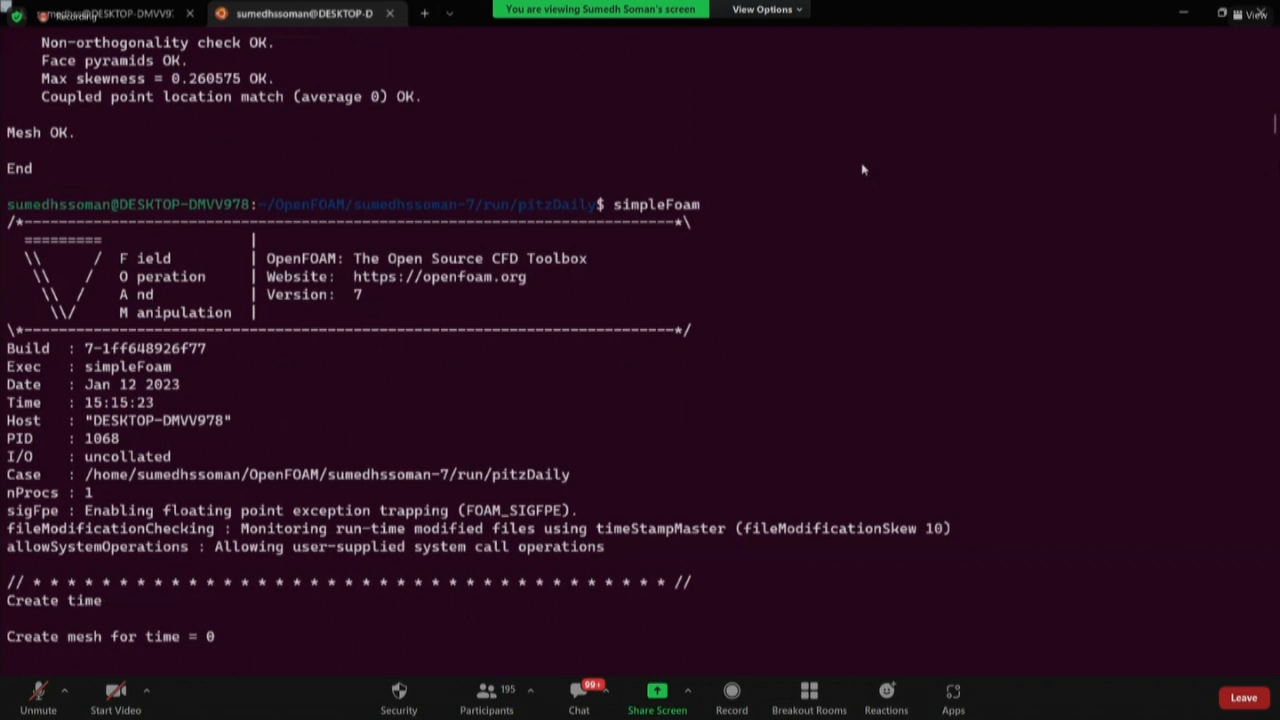 sumedhssoman@DESKTOP-DMVV97
sumedhssoman@DESKTOP-D
You are viewing Sumedh Soman's screen
View Options
View
Non-orthogonality check OK.
Face pyramids OK.
Max skewness = 0.260575 OK.
Coupled point location match (average 0) OK.
Mesh OK.
End
sumedhssoman@DESKTOP-DMVV978:~/OpenFOAM/sumedhssoman-7/run/pitzDaily$ simpleFoam
/*---------------------------------------------------------------------------*\
========= |
\\ / F ield | OpenFOAM: The Open Source CFD Toolbox
\\ / O peration | Website: https://openfoam.org
\\ / A nd | Version: 7
\\/ M anipulation |
\*---------------------------------------------------------------------------*/
Build : 7-1ff648926f77
Exec : simpleFoam
Date : Jan 12 2023
Time : 15:15:23
Host : "DESKTOP-DMVV978"
PID : 1068
I/O : uncollated
Case : /home/sumedhssoman/OpenFOAM/sumedhssoman-7/run/pitzDaily
nProcs : 1
sigFpe : Enabling floating point exception trapping (FOAM_SIGFPE).
fileModificationChecking : Monitoring run-time modified files using timeStampMaster (fileModificationSkew 10)
allowSystemOperations : Allowing user-supplied system call operations
// * * * * * * * * * * * * * * * * * * * * * * * * * * * * * * * * * * * * * //
Create time
Create mesh for time = 0
Unmute
Start Video
Security
195
Participants
99+
Chat
Share Screen
Record
Breakout Rooms
Reactions
Apps
Leave